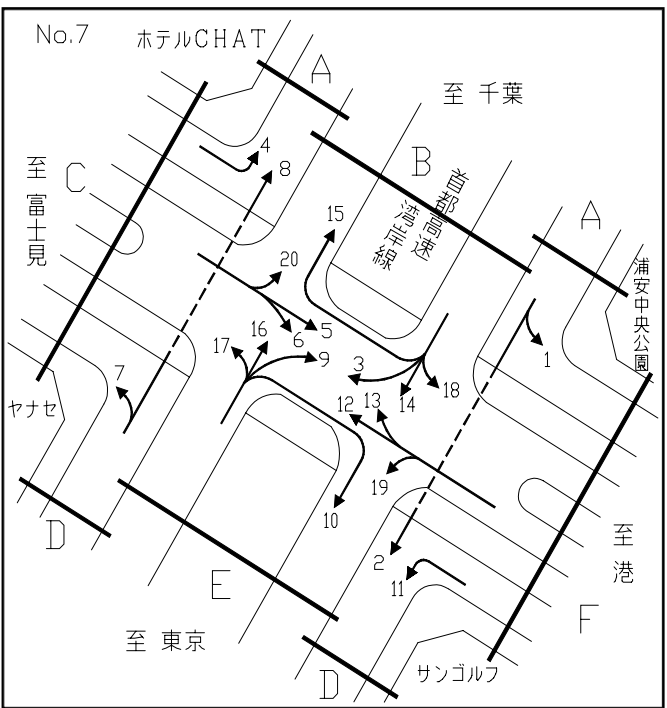 No.7
ホテルCHAT
A
至 千葉
B
C
至 富士見
首都高速
湾岸線
A
浦安中央公園
4
8
15
20
5
6
16
17
9
3
18
14
1
7
12
13
19
10
2
11
ヤナセ
D
E
至 東京
至 港
F
サンゴルフ
D